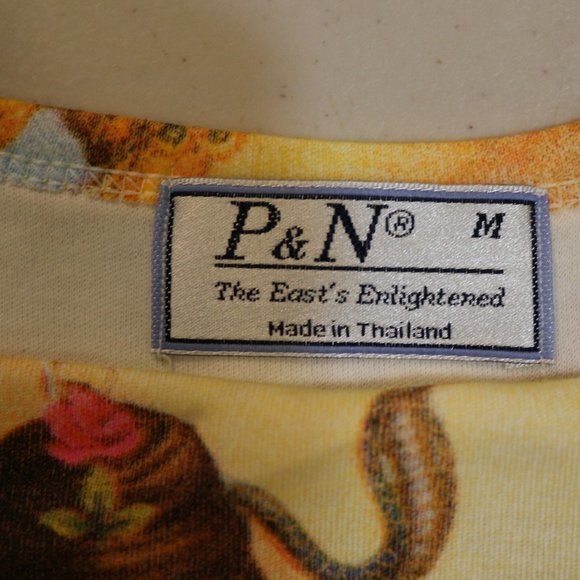 P&N® M
The East's Enlightened
Made in Thailand